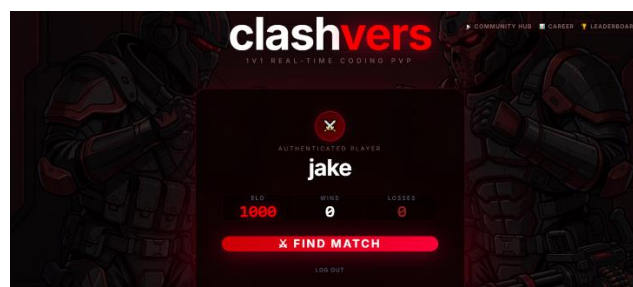 clashvers
COMMUNITY HUB CAREER LEADERBOAR
1V1 REAL-TIME CODING PVP
AUTHENTICATED PLAYER
jake
ELO WINS LOSSES
1000 0 0
FIND MATCH
LOG OUT